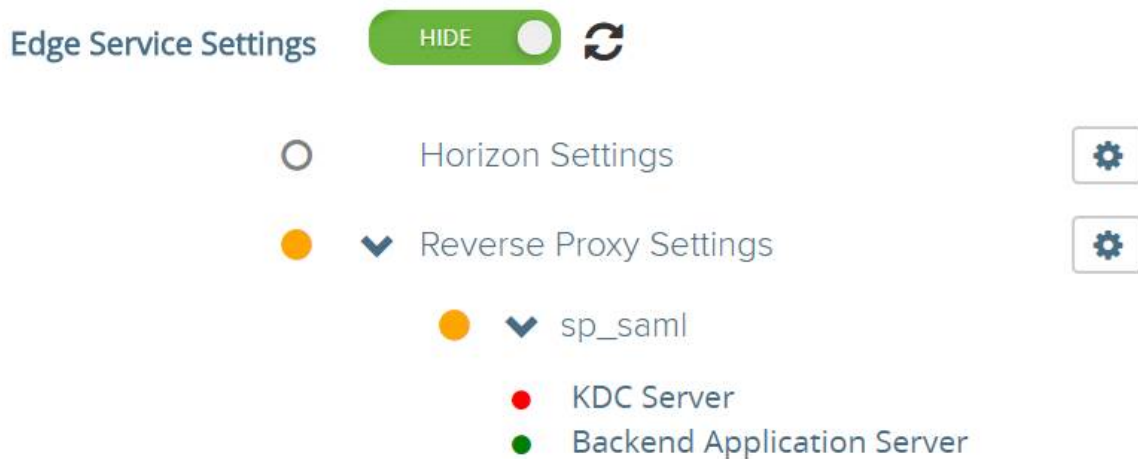 Edge Service Settings HIDE
Horizon Settings
Reverse Proxy Settings
sp_saml
KDC Server
Backend Application Server